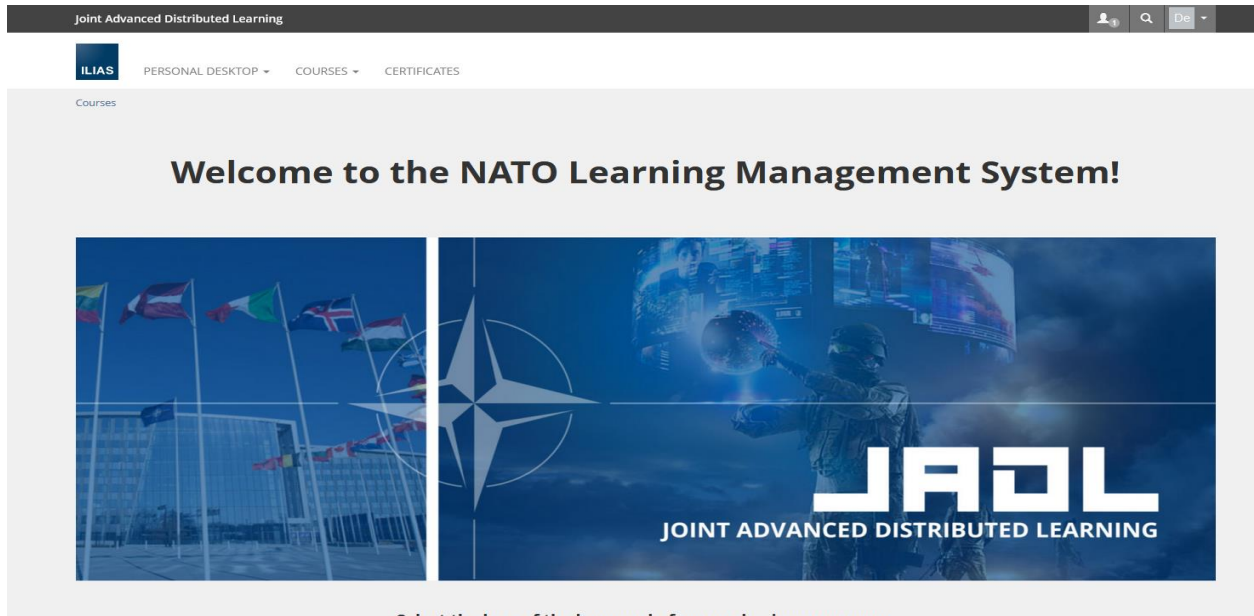 Joint Advanced Distributed Learning
1
De
ILIAS
PERSONAL DESKTOP
COURSES
CERTIFICATES
Courses
Welcome to the NATO Learning Management System!
JADL
JOINT ADVANCED DISTRIBUTED LEARNING